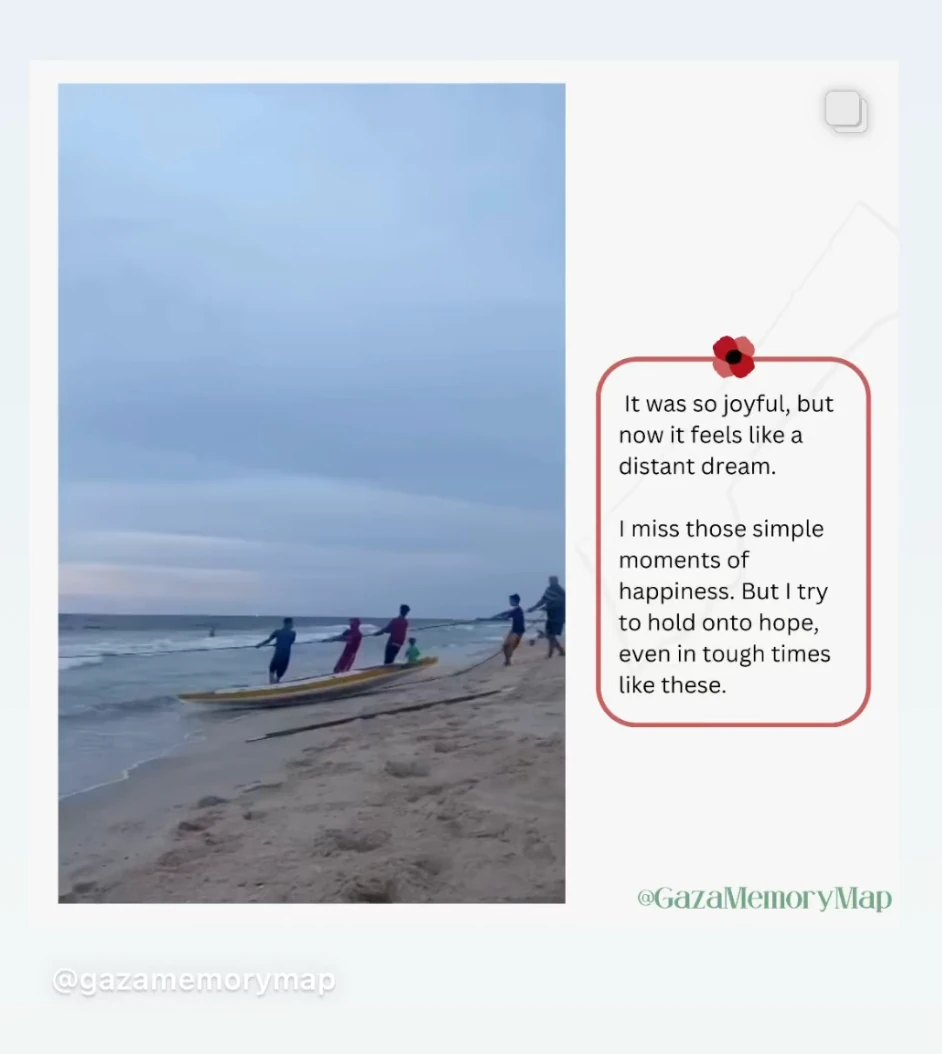 It was so joyful, but
now it feels like a
distant dream.
I miss those simple
moments of
happiness. But I try
to hold onto hope,
even in tough times
like these.
@GazaMemoryMap
@gazamemorymap